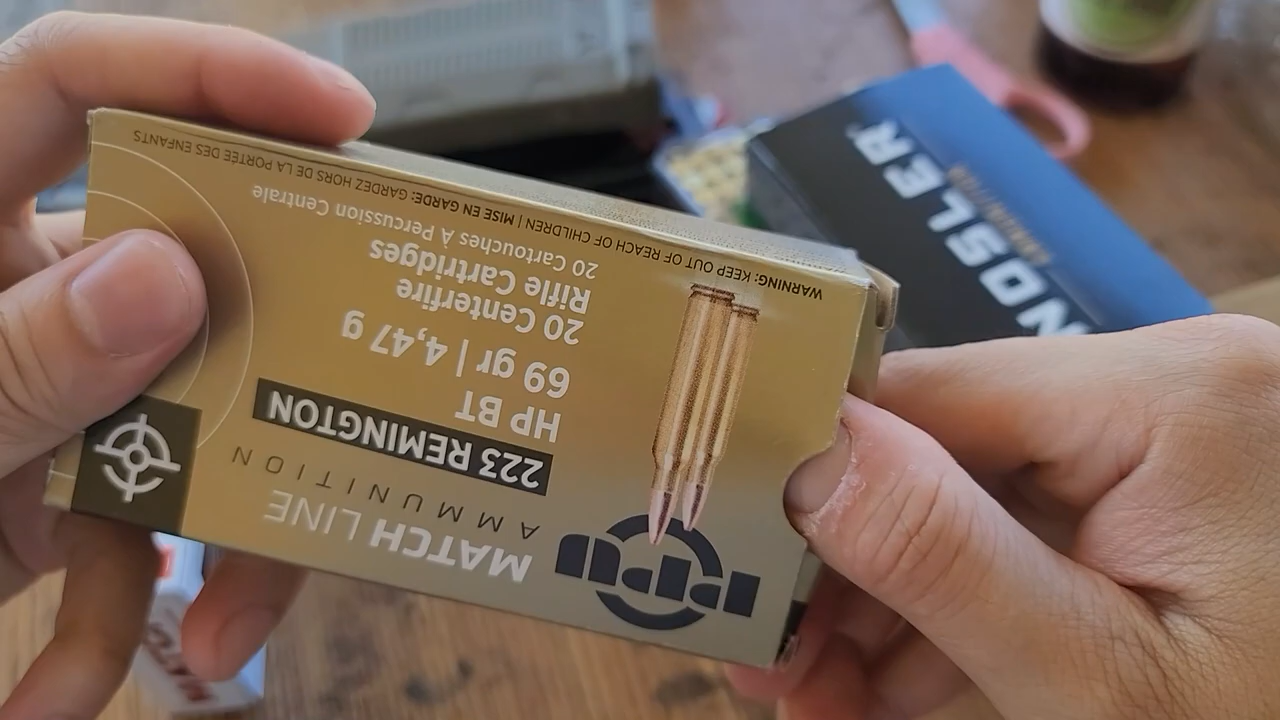 PPU
MATCH LINE
AMMUNITION
223 REMINGTON
HP BT
69 gr | 4,47 g
20 Centerfire
Rifle Cartridges
20 Cartouches À Percussion Centrale
WARNING: KEEP OUT OF REACH OF CHILDREN | MISE EN GARDE: GARDEZ HORS DE LA PORTÉE DES ENFANTS
NOSLER